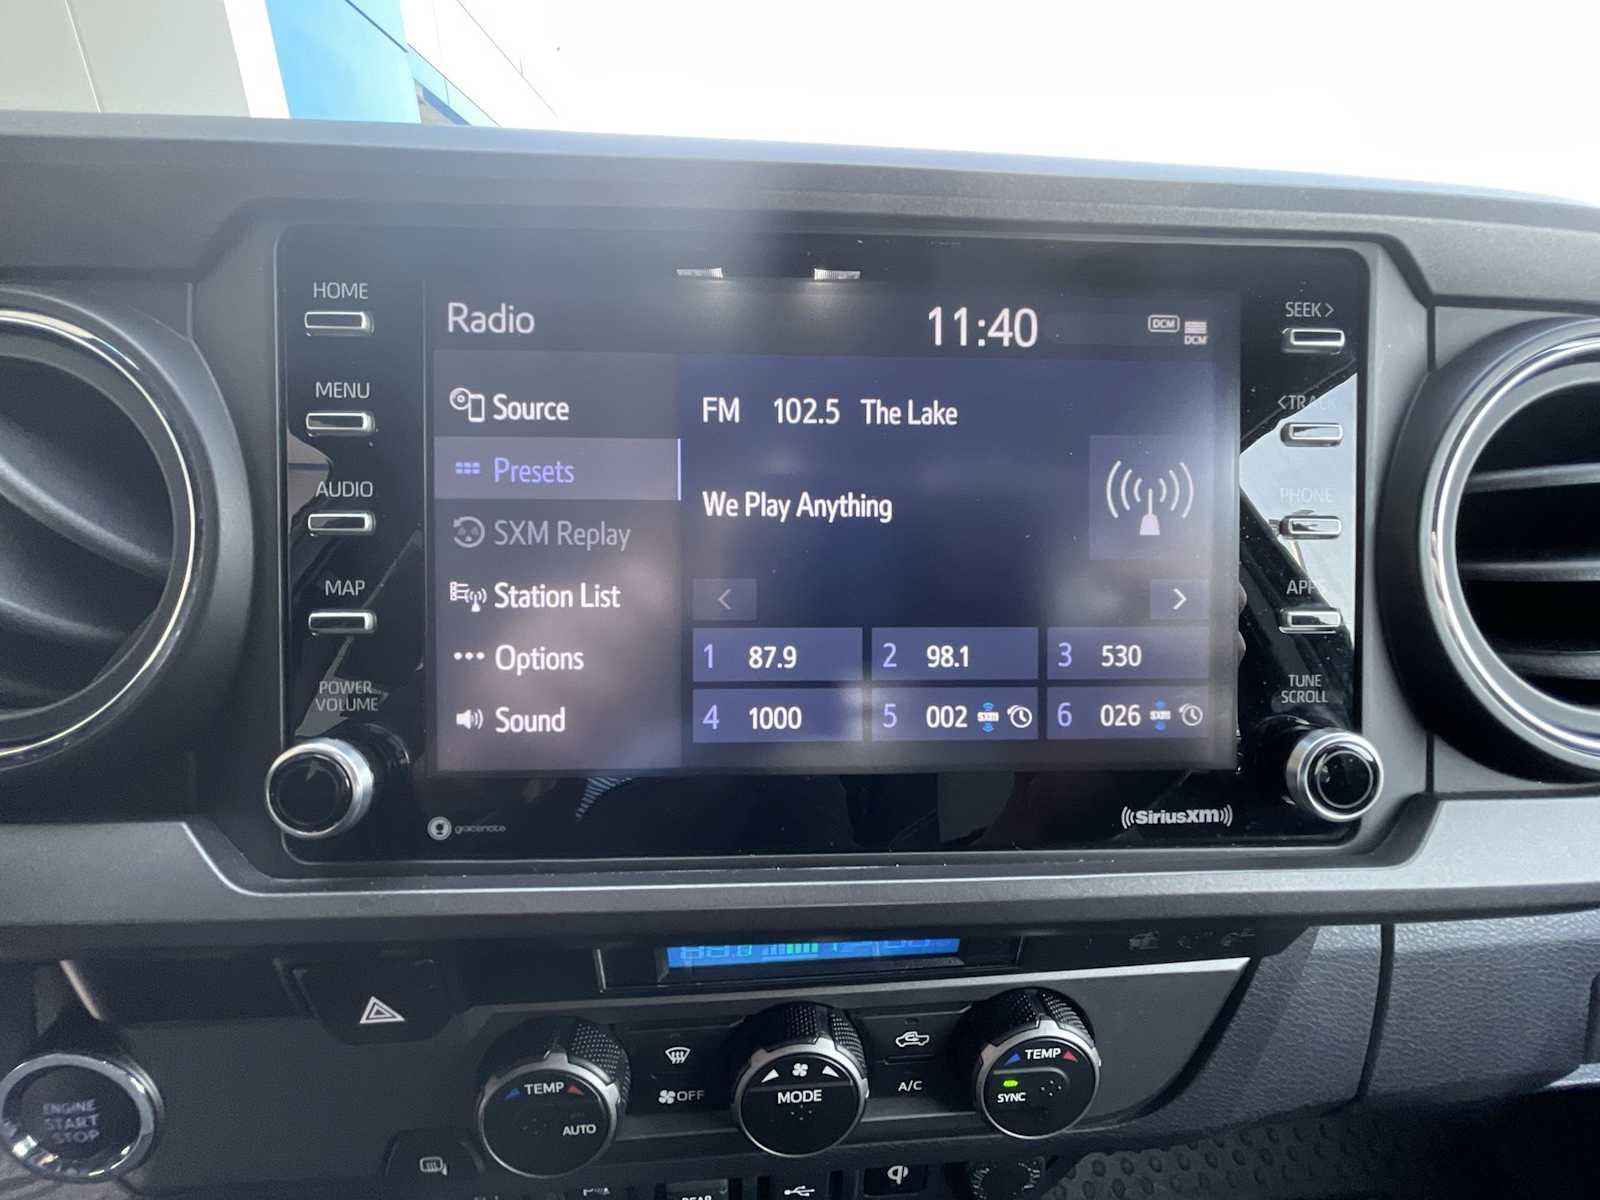 HOME
MENU
AUDIO
MAP
POWER
VOLUME
Radio
11:40
DCM
DCM
Source
Presets
SXM Replay
Station List
Options
Sound
FM 102.5 The Lake
We Play Anything
<
>
1 87.9
2 98.1
3 530
4 1000
5 002 SXM
6 026 SXM
SEEK >
< TRACK
PHONE
APPS
TUNE
SCROLL
gracenote
((SiriusXM))
ENGINE
START
STOP
TEMP
AUTO
OFF
MODE
A/C
TEMP
SYNC
REAR